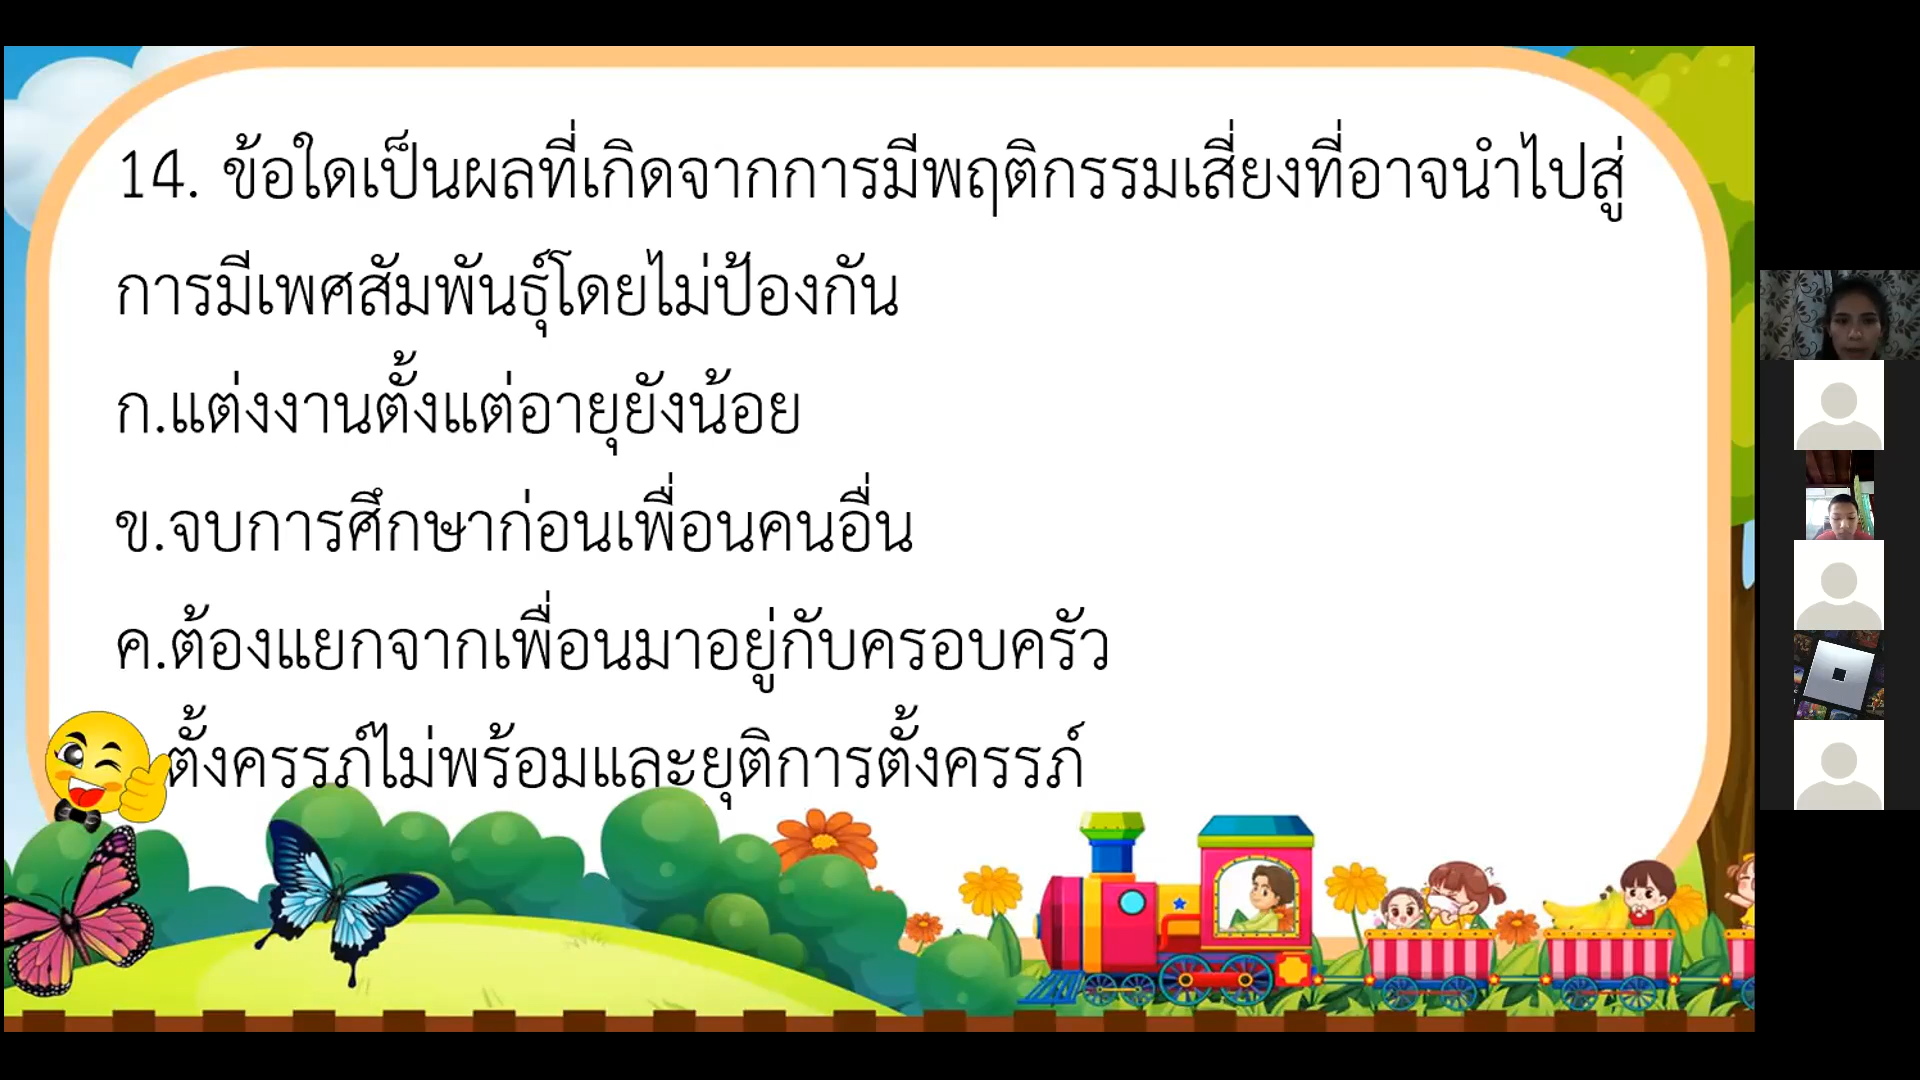 14. ข้อใดเป็นผลที่เกิดจากการมีพฤติกรรมเสี่ยงที่อาจนำไปสู่
การมีเพศสัมพันธุ์โดยไม่ป้องกัน
ก.แต่งงานตั้งแต่อายุยังน้อย
ข.จบการศึกษาก่อนเพื่อนคนอื่น
ค.ต้องแยกจากเพื่อนมาอยู่กับครอบครัว
ตั้งครรภ์ไม่พร้อมและยุติการตั้งครรภ์